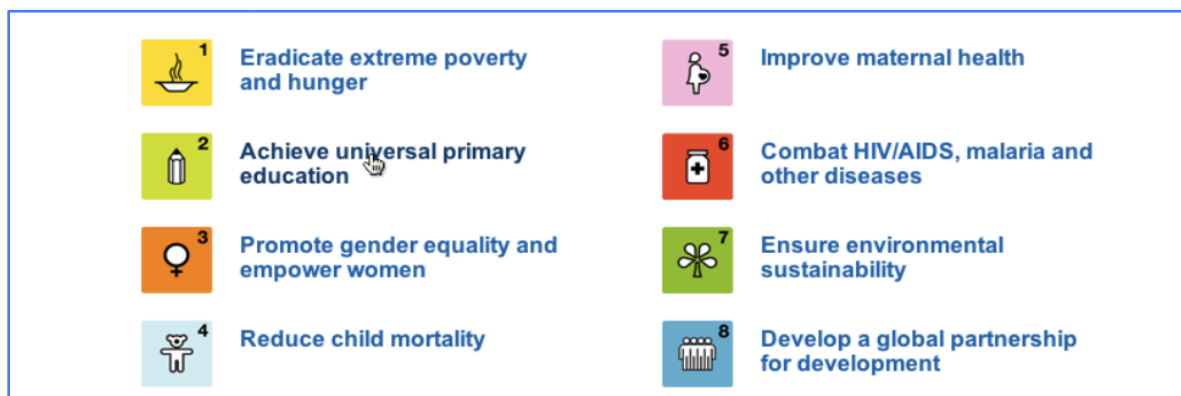 1
Eradicate extreme poverty
and hunger
2
Achieve universal primary
education
3
Promote gender equality and
empower women
4
Reduce child mortality
5
Improve maternal health
6
Combat HIV/AIDS, malaria and
other diseases
7
Ensure environmental
sustainability
8
Develop a global partnership
for development